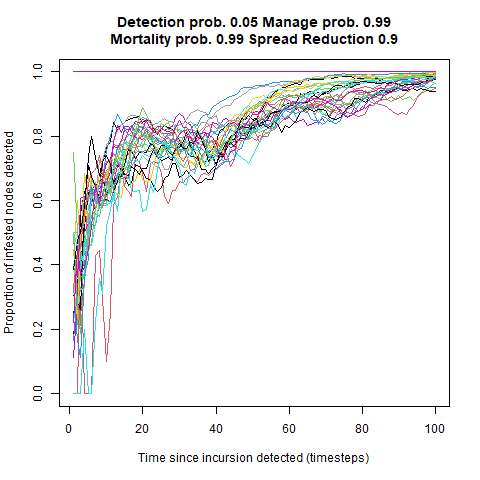 Detection prob. 0.05 Manage prob. 0.99
Mortality prob. 0.99 Spread Reduction 0.9
Proportion of infested nodes detected
1.0
0.8
0.6
0.4
0.2
0.0
0 20 40 60 80 100
Time since incursion detected (timesteps)